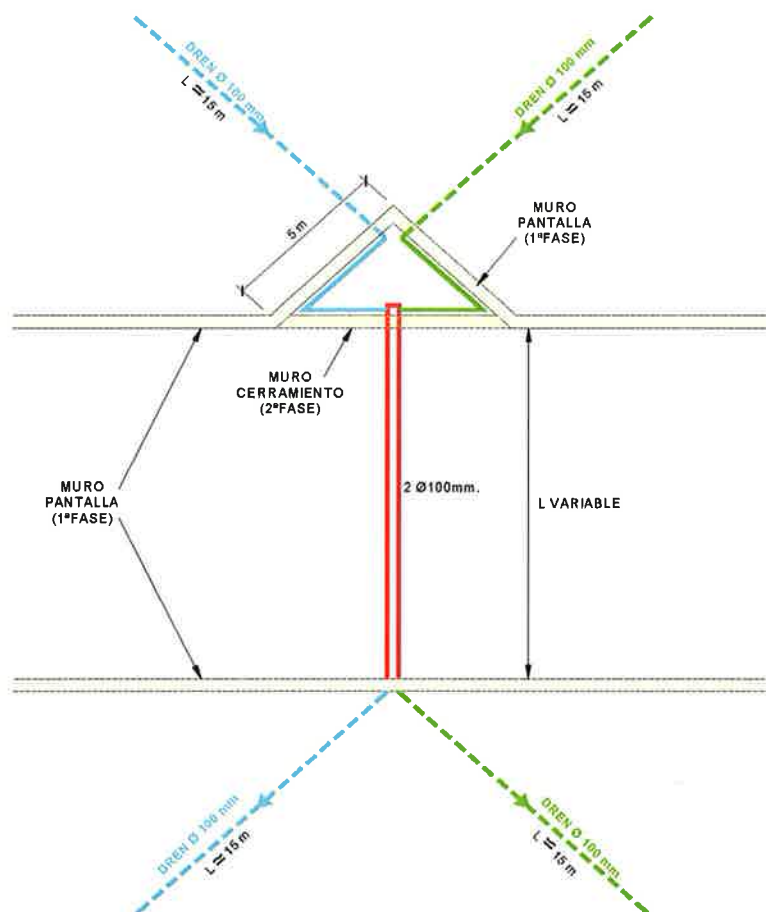 DREN Ø 100 mm
L = 15 m
DREN Ø 100 mm
L = 15 m
5 m
MURO
PANTALLA
(1ªFASE)
MURO
CERRAMIENTO
(2ªFASE)
MURO
PANTALLA
(1ªFASE)
2 Ø100mm.
L VARIABLE
DREN Ø 100 mm
L = 15 m
DREN Ø 100 mm
L = 15 m